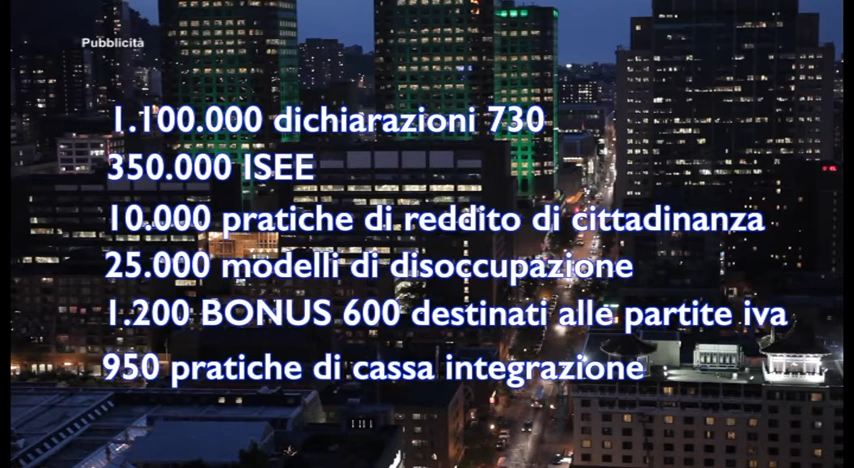 Pubblicità
1.100.000 dichiarazioni 730
350.000 ISEE
10.000 pratiche di reddito di cittadinanza
25.000 modelli di disoccupazione
1.200 BONUS 600 destinati alle partite iva
950 pratiche di cassa integrazione